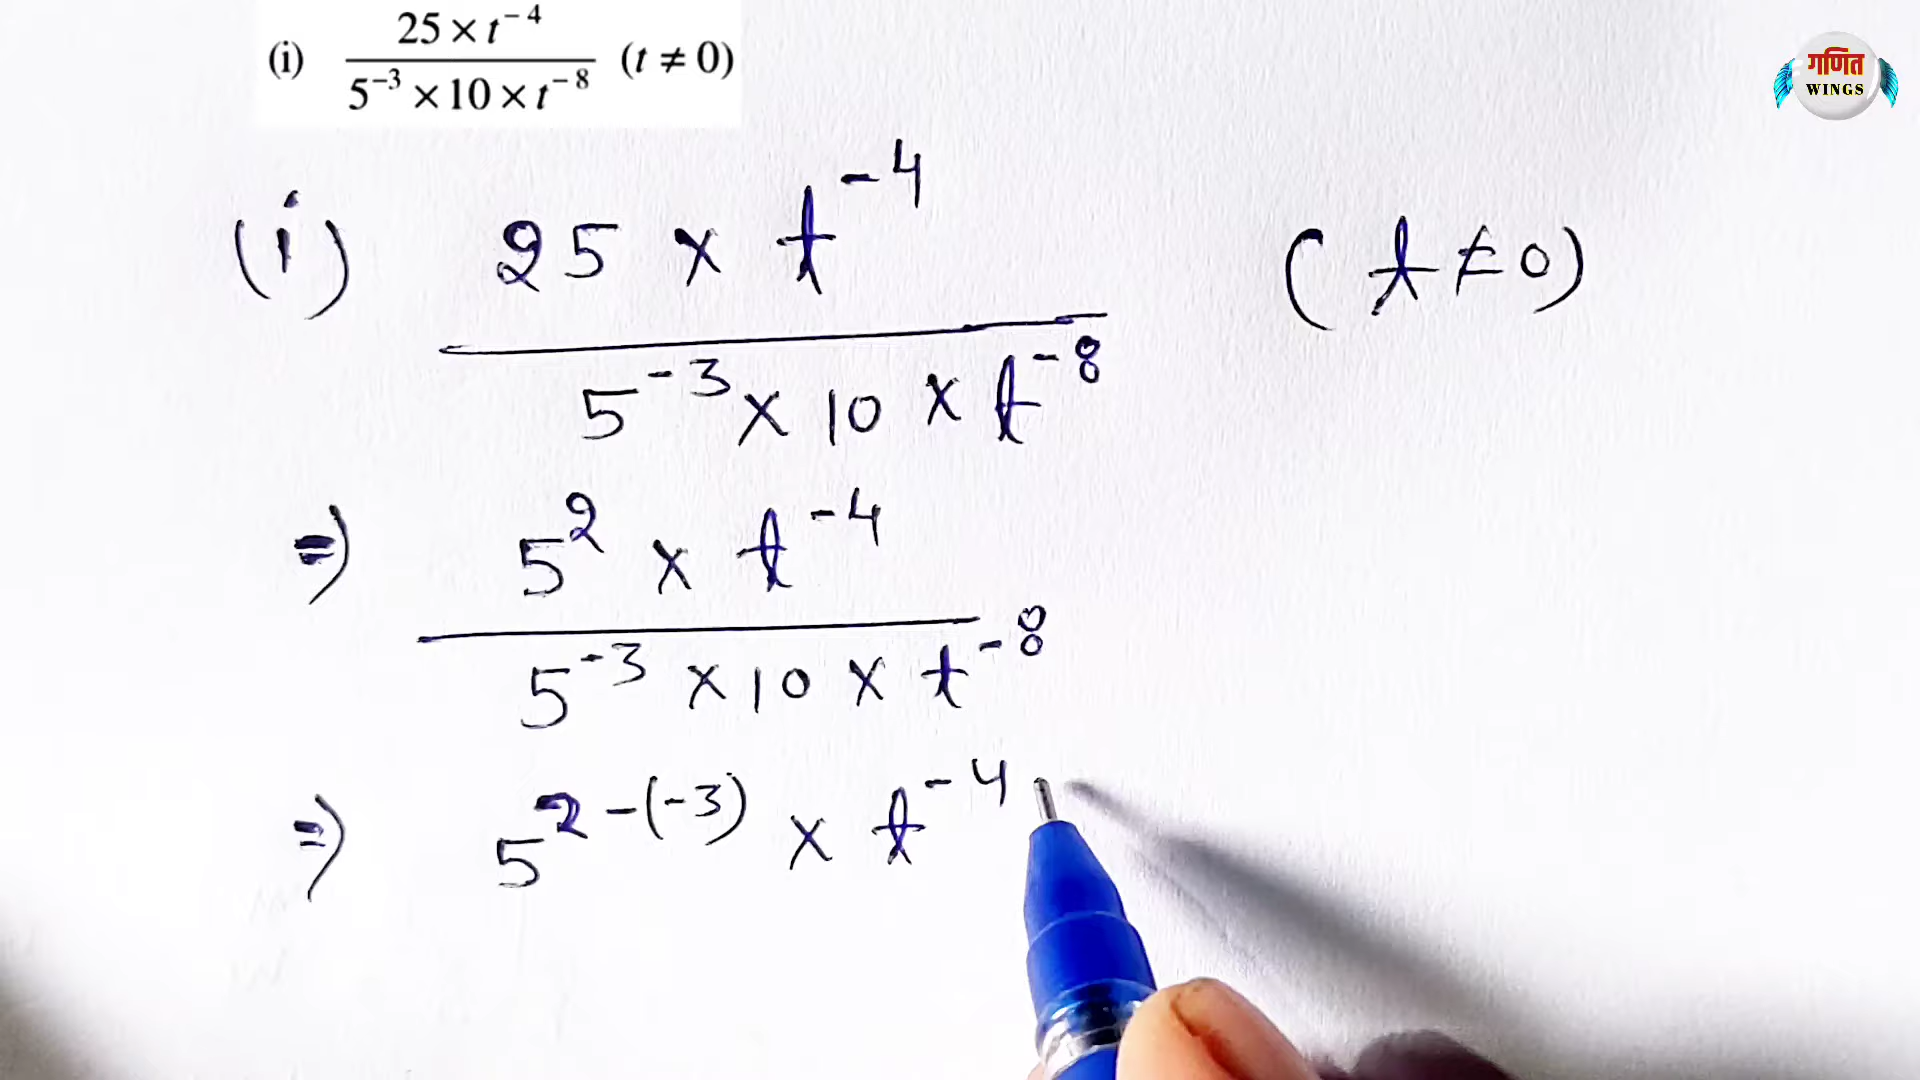 (i) 25 × t⁻⁴ / 5⁻³ × 10 × t⁻⁸ (t ≠ 0)
गणित
WINGS
(i) 25 × t⁻⁴ / 5⁻³ × 10 × t⁻⁸ (t ≠ 0)
⇒ 5² × t⁻⁴ / 5⁻³ × 10 × t⁻⁸
⇒ 5²⁻⁽⁻³⁾ × t⁻⁴